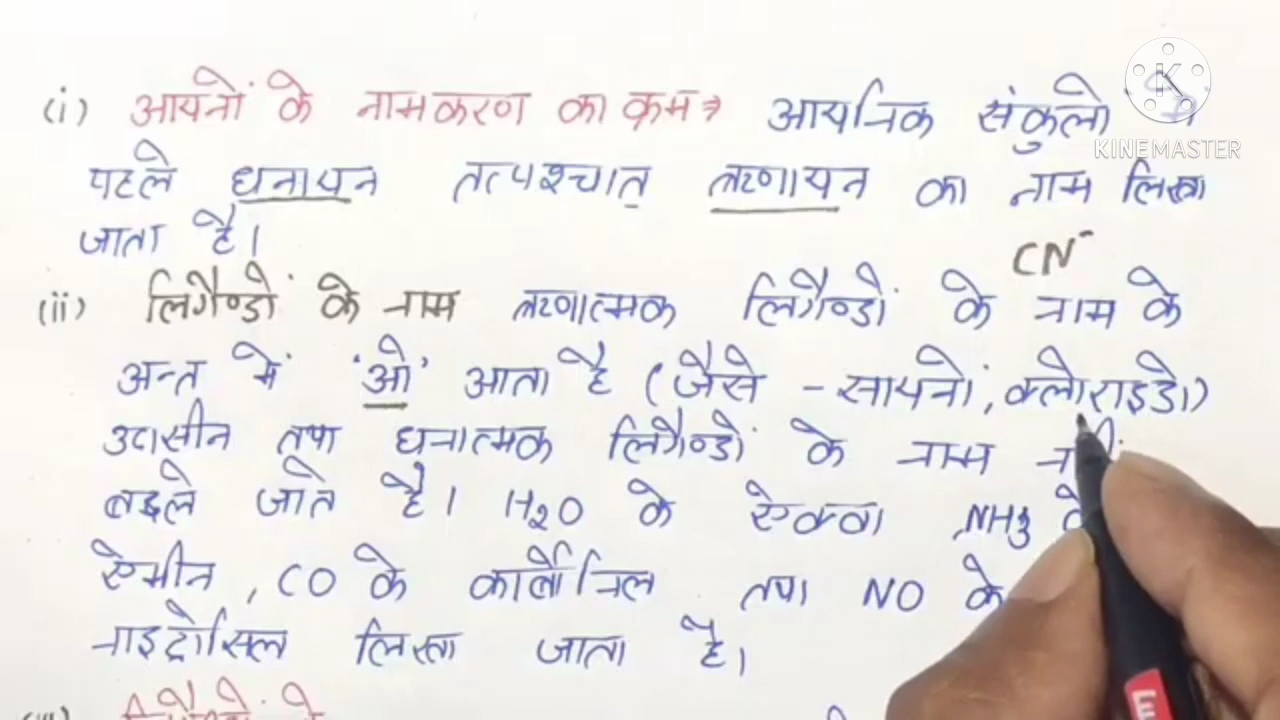 KINEMASTER
(i) आयनों के नामकरण का क्रम⇒ आयनिक संकुलो
पहले धनायन तत्पश्चात् ऋणायन का नाम लिखा
जाता है।
CN⁻
(ii) लिगैण्डों के नाम ऋणात्मक लिगैण्डों के नाम के
अन्त में 'ओ' आता है (जैसे - सायनों, क्लोराइडो)
उदासीन तथा धनात्मक लिगैण्डों के नाम
बदले जाते है। H₂O के ऐक्वा ,NH₃
ऐमीन , CO के कार्बोनिल तथा NO के
नाइट्रोसिल लिखा जाता है।